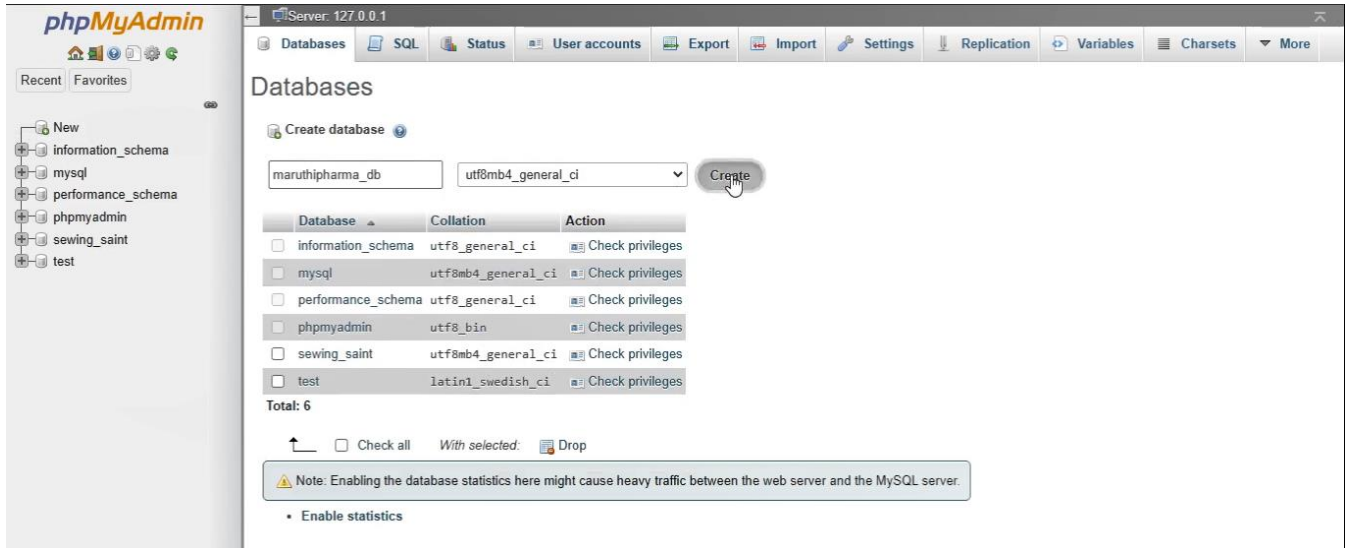 phpMyAdmin
Recent Favorites
New
information_schema
mysql
performance_schema
phpmyadmin
sewing_saint
test
Server: 127.0.0.1
Databases SQL Status User accounts Export Import Settings Replication Variables Charsets More
Databases
Create database
maruthipharma_db utf8mb4_general_ci Create
Database Collation Action
information_schema utf8_general_ci Check privileges
mysql utf8mb4_general_ci Check privileges
performance_schema utf8_general_ci Check privileges
phpmyadmin utf8_bin Check privileges
sewing_saint utf8mb4_general_ci Check privileges
test latin1_swedish_ci Check privileges
Total: 6
Check all With selected: Drop
Note: Enabling the database statistics here might cause heavy traffic between the web server and the MySQL server.
• Enable statistics